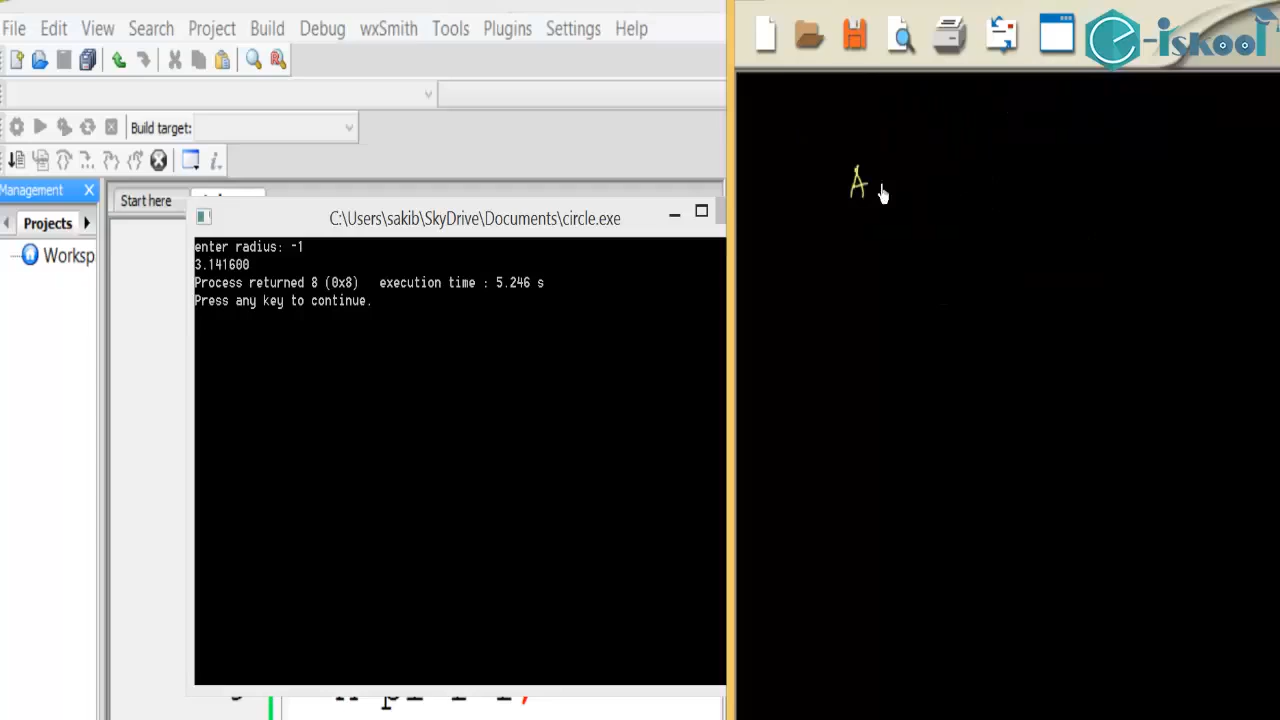 File Edit View Search Project Build Debug wxSmith Tools Plugins Settings Help
e-iskool
Build target:
Management
Projects
Worksp
Start here
C:\Users\sakib\SkyDrive\Documents\circle.exe
enter radius: -1
3.141600
Process returned 8 (0x8) execution time : 5.246 s
Press any key to continue.
A